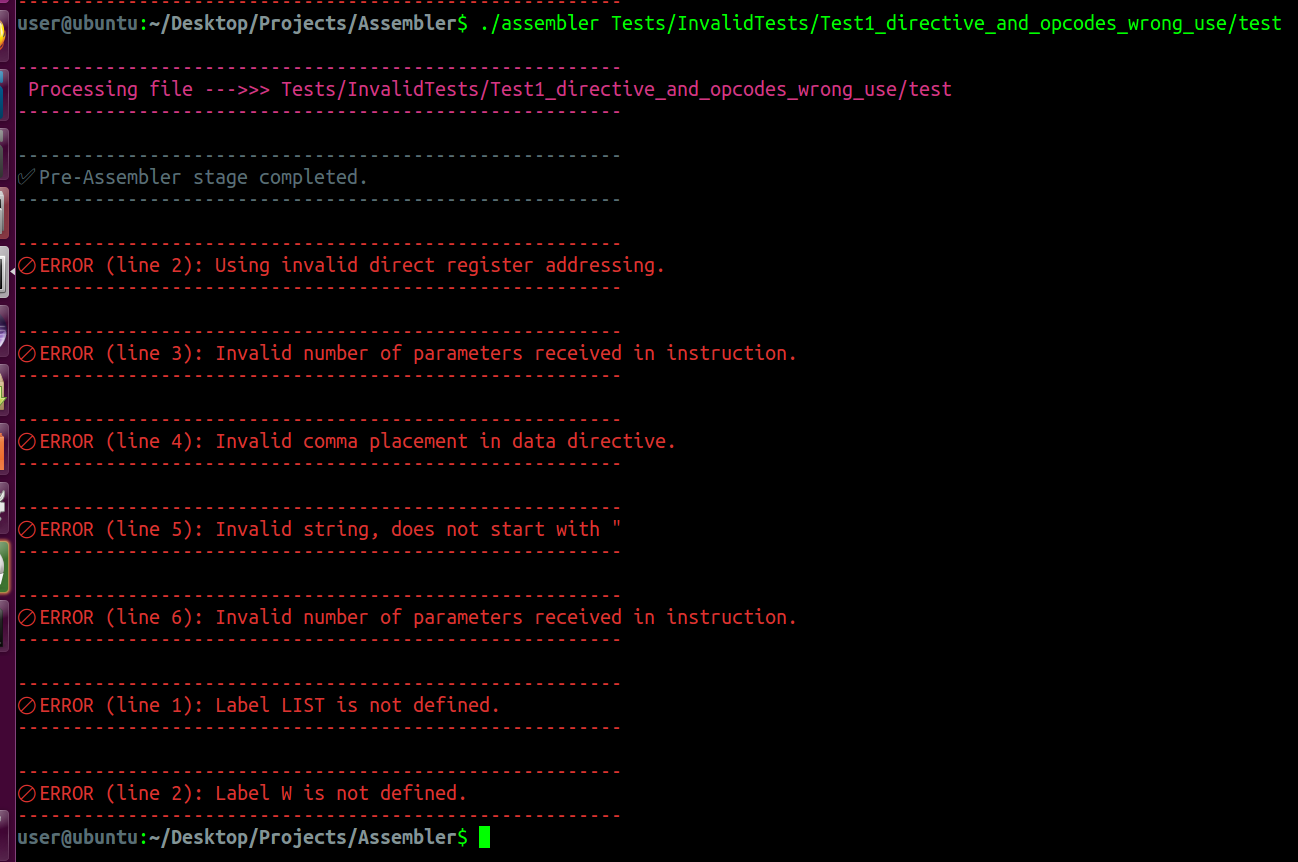 -------------------------------------------------------
user@ubuntu:~/Desktop/Projects/Assembler$ ./assembler Tests/InvalidTests/Test1_directive_and_opcodes_wrong_use/test
-------------------------------------------------------
Processing file --->>> Tests/InvalidTests/Test1_directive_and_opcodes_wrong_use/test
-------------------------------------------------------
-------------------------------------------------------
✅Pre-Assembler stage completed.
-------------------------------------------------------
-------------------------------------------------------
🚫ERROR (line 2): Using invalid direct register addressing.
-------------------------------------------------------
-------------------------------------------------------
🚫ERROR (line 3): Invalid number of parameters received in instruction.
-------------------------------------------------------
-------------------------------------------------------
🚫ERROR (line 4): Invalid comma placement in data directive.
-------------------------------------------------------
-------------------------------------------------------
🚫ERROR (line 5): Invalid string, does not start with "
-------------------------------------------------------
-------------------------------------------------------
🚫ERROR (line 6): Invalid number of parameters received in instruction.
-------------------------------------------------------
-------------------------------------------------------
🚫ERROR (line 1): Label LIST is not defined.
-------------------------------------------------------
-------------------------------------------------------
🚫ERROR (line 2): Label W is not defined.
-------------------------------------------------------
user@ubuntu:~/Desktop/Projects/Assembler$